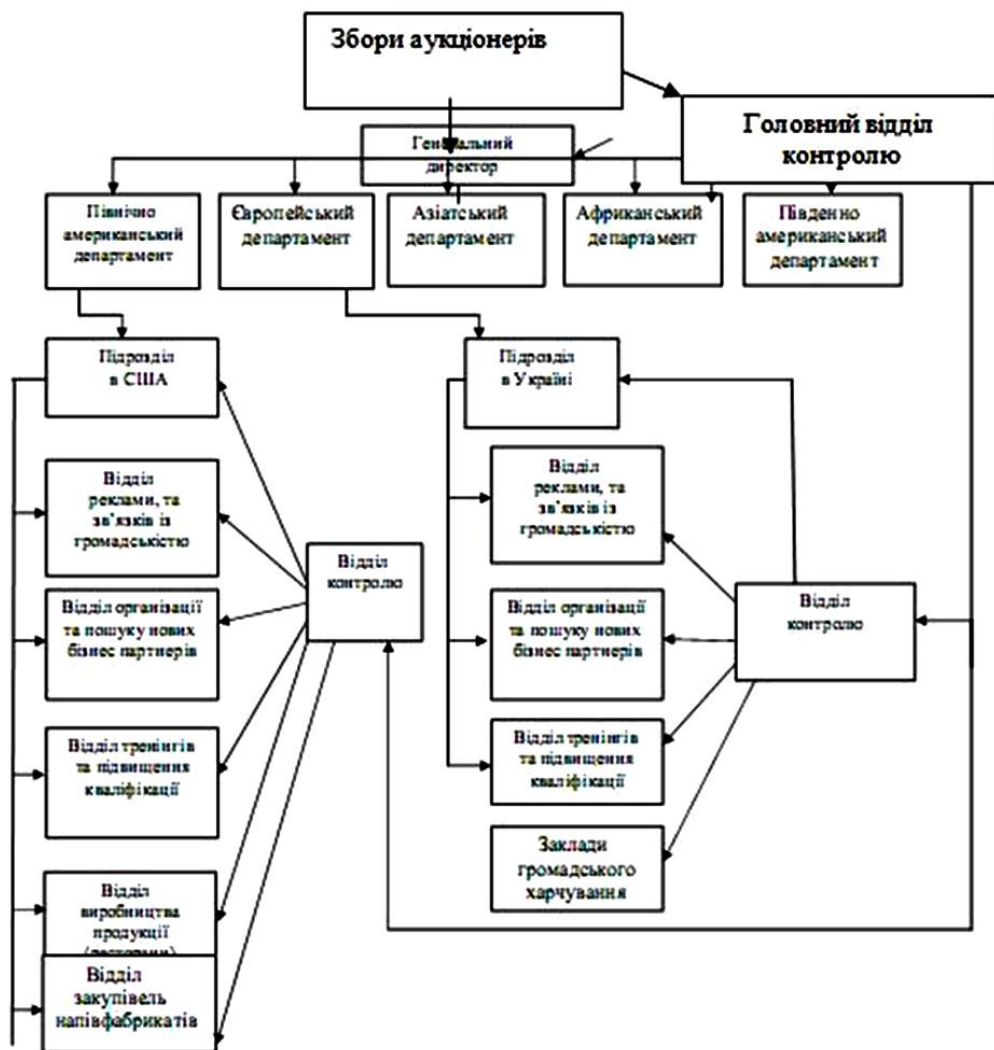 Збори аукціонерів
Головний відділ
контролю
Генеральний
директор
Північно
американський
департамент
Європейський
департамент
Азіатський
департамент
Африканський
департамент
Південно
американський
департамент
Підрозділ
в США
Підрозділ
в Україні
Відділ
реклами, та
зв'язків із
громадськістю
Відділ
реклами, та
зв'язків із
громадськістю
Відділ
контролю
Відділ організації
та пошуку нових
бізнес партнерів
Відділ організації
та пошуку нових
бізнес партнерів
Відділ
контролю
Відділ тренінгів
та підвищення
кваліфікації
Відділ тренінгів
та підвищення
кваліфікації
Заклади
громадського
харчування
Відділ
виробництва
продукції
(ресторани)
Відділ
закупівель
напівфабрикатів